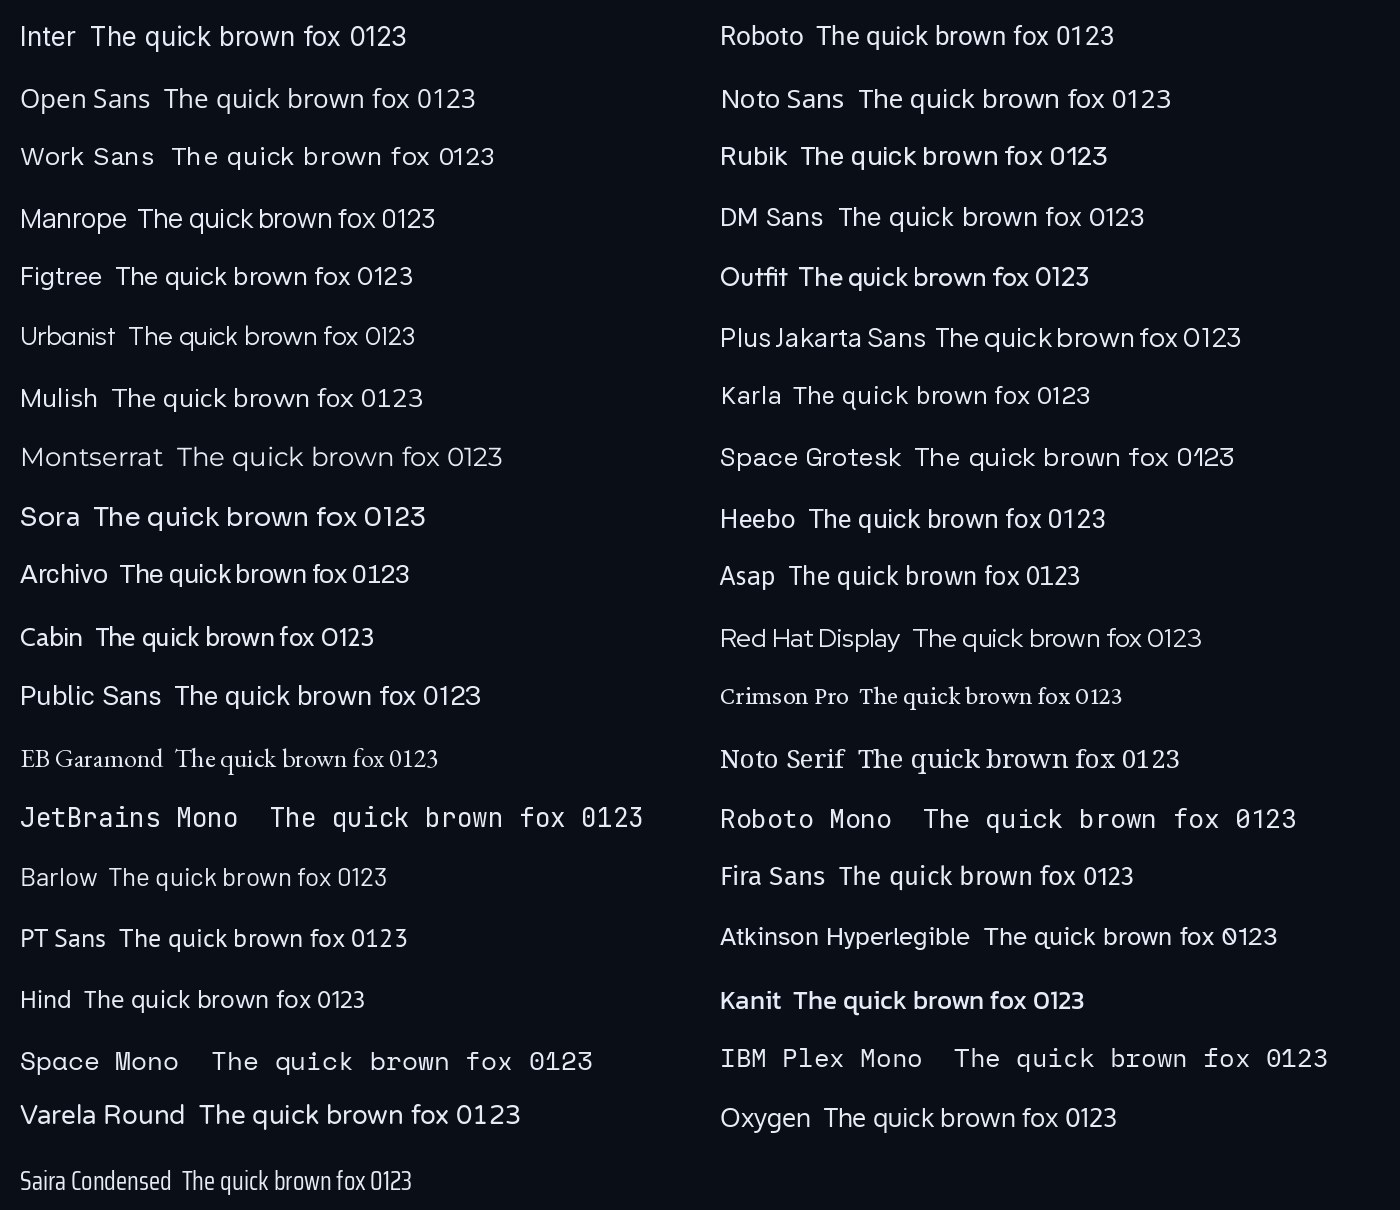 Inter The quick brown fox 0123
Roboto The quick brown fox 0123
Open Sans The quick brown fox 0123
Noto Sans The quick brown fox 0123
Work Sans The quick brown fox 0123
Rubik The quick brown fox 0123
Manrope The quick brown fox 0123
DM Sans The quick brown fox 0123
Figtree The quick brown fox 0123
Outfit The quick brown fox 0123
Urbanist The quick brown fox 0123
Plus Jakarta Sans The quick brown fox 0123
Mulish The quick brown fox 0123
Karla The quick brown fox 0123
Montserrat The quick brown fox 0123
Space Grotesk The quick brown fox 0123
Sora The quick brown fox 0123
Heebo The quick brown fox 0123
Archivo The quick brown fox 0123
Asap The quick brown fox 0123
Cabin The quick brown fox 0123
Red Hat Display The quick brown fox 0123
Public Sans The quick brown fox 0123
Crimson Pro The quick brown fox 0123
EB Garamond The quick brown fox 0123
Noto Serif The quick brown fox 0123
JetBrains Mono The quick brown fox 0123
Roboto Mono The quick brown fox 0123
Barlow The quick brown fox 0123
Fira Sans The quick brown fox 0123
PT Sans The quick brown fox 0123
Atkinson Hyperlegible The quick brown fox 0123
Hind The quick brown fox 0123
Kanit The quick brown fox 0123
Space Mono The quick brown fox 0123
IBM Plex Mono The quick brown fox 0123
Varela Round The quick brown fox 0123
Oxygen The quick brown fox 0123
Saira Condensed The quick brown fox 0123